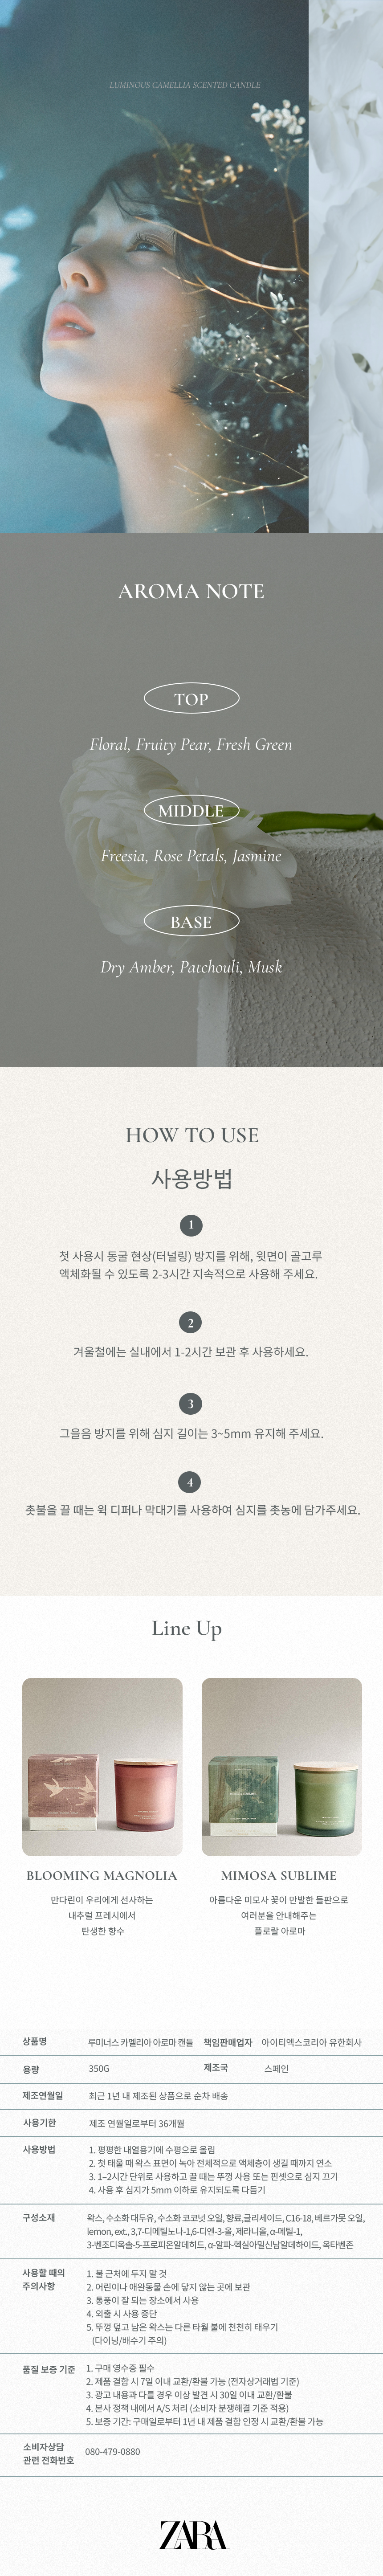 LUMINOUS CAMELLIA SCENTED CANDLE
AROMA NOTE
TOP
Floral, Fruity Pear, Fresh Green
MIDDLE
Freesia, Rose Petals, Jasmine
BASE
Dry Amber, Patchouli, Musk
HOW TO USE
사용방법
1
첫 사용시 동굴 현상(터널링) 방지를 위해, 윗면이 골고루
액체화될 수 있도록 2-3시간 지속적으로 사용해 주세요.
2
겨울철에는 실내에서 1-2시간 보관 후 사용하세요.
3
그을음 방지를 위해 심지 길이는 3~5mm 유지해 주세요.
4
촛불을 끌 때는 윅 디퍼나 막대기를 사용하여 심지를 촛농에 담가주세요.
Line Up
BLOOMING MAGNOLIA
만다린이 우리에게 선사하는
내추럴 프레시에서
탄생한 향수
MIMOSA SUBLIME
아름다운 미모사 꽃이 만발한 들판으로
여러분을 안내해주는
플로랄 아로마
상품명 루미너스 카멜리아 아로마 캔들 책임판매업자 아이티엑스코리아 유한회사
용량 350G 제조국 스페인
제조연월일 최근 1년 내 제조된 상품으로 순차 배송
사용기한 제조 연월일로부터 36개월
사용방법 1. 평평한 내열용기에 수평으로 올림
2. 첫 태울 때 왁스 표면이 녹아 전체적으로 액체층이 생길 때까지 연소
3. 1–2시간 단위로 사용하고 끌 때는 뚜껑 사용 또는 핀셋으로 심지 끄기
4. 사용 후 심지가 5mm 이하로 유지되도록 다듬기
구성소재 왁스, 수소화 대두유, 수소화 코코넛 오일, 향료,글리세이드, C16-18, 베르가못 오일,
lemon, ext., 3,7-디메틸노나-1,6-디엔-3-올, 제라니올, α-메틸-1,
3-벤조디옥솔-5-프로피온알데히드, α-알파-헥실아밀신남알데하이드, 옥타벤존
사용할 때의 1. 불 근처에 두지 말 것
주의사항 2. 어린이나 애완동물 손에 닿지 않는 곳에 보관
3. 통풍이 잘 되는 장소에서 사용
4. 외출 시 사용 중단
5. 뚜껑 덮고 남은 왁스는 다른 타월 불에 천천히 태우기
(다이닝/배수기 주의)
품질 보증 기준 1. 구매 영수증 필수
2. 제품 결함 시 7일 이내 교환/환불 가능 (전자상거래법 기준)
3. 광고 내용과 다를 경우 이상 발견 시 30일 이내 교환/환불
4. 본사 정책 내에서 A/S 처리 (소비자 분쟁해결 기준 적용)
5. 보증 기간: 구매일로부터 1년 내 제품 결함 인정 시 교환/환불 가능
소비자상담 080-479-0880
관련 전화번호
ZARA